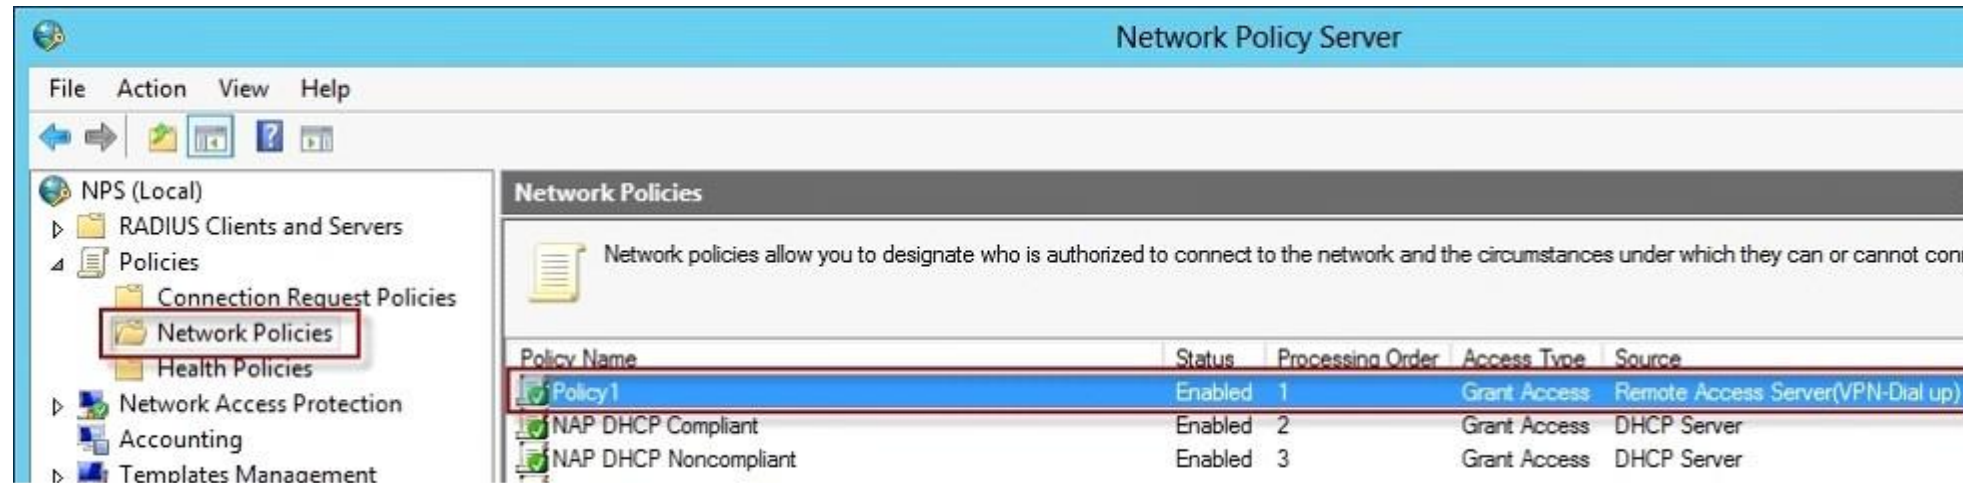 Network Policy Server
File Action View Help
NPS (Local)
RADIUS Clients and Servers
Policies
Connection Request Policies
Network Policies
Health Policies
Network Access Protection
Accounting
Templates Management
Network Policies
Network policies allow you to designate who is authorized to connect to the network and the circumstances under which they can or cannot con
Policy Name Status Processing Order Access Type Source
Policy1 Enabled 1 Grant Access Remote Access Server(VPN-Dial up)
NAP DHCP Compliant Enabled 2 Grant Access DHCP Server
NAP DHCP Noncompliant Enabled 3 Grant Access DHCP Server